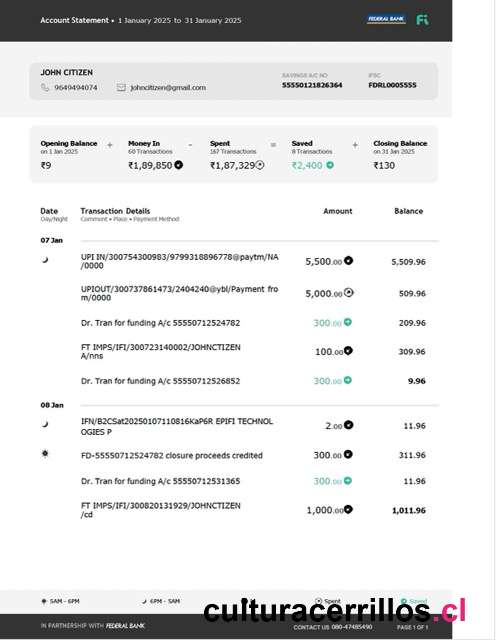 Account Statement • 1 January 2025 to 31 January 2025
FEDERAL BANK
Fi
JOHN CITIZEN
9649494074 johncitizen@gmail.com
SAVINGS A/C NO
55550121826364
IFSC
FDRL0005555
Opening Balance + Money In - Spent = Saved + Closing Balance
on 1 Jan 2025 60 Transactions 167 Transactions 8 Transactions on 31 Jan 2025
₹9 ₹1,89,850 ₹1,87,329 ₹2,400 ₹130
Date Transaction Details Amount Balance
Day/Night Comment • Place • Payment Method
07 Jan
UPI IN/300754300983/9799318896778@paytm/NA
/0000
5,500.00 5,509.96
UPIOUT/300737861473/2404240@ybl/Payment fro
m/0000
5,000.00 509.96
Dr. Tran for funding A/c 55550712524782 300.00 209.96
FT IMPS/IFI/300723140002/JOHNCTIZEN
A/nns
100.00 309.96
Dr. Tran for funding A/c 55550712526852 300.00 9.96
08 Jan
IFN/B2CSat20250107110816KaP6R EPIFI TECHNOL
OGIES P
2.00 11.96
FD-55550712524782 closure proceeds credited 300.00 311.96
Dr. Tran for funding A/c 55550712531365 300.00 11.96
FT IMPS/IFI/300820131929/JOHNCTIZEN
/cd
1,000.00 1,011.96
5AM - 6PM 6PM - 5AM Spent Saved
culturacerrillos.cl
IN PARTNERSHIP WITH FEDERAL BANK CONTACT US 080-47485490 PAGE 1 OF 1